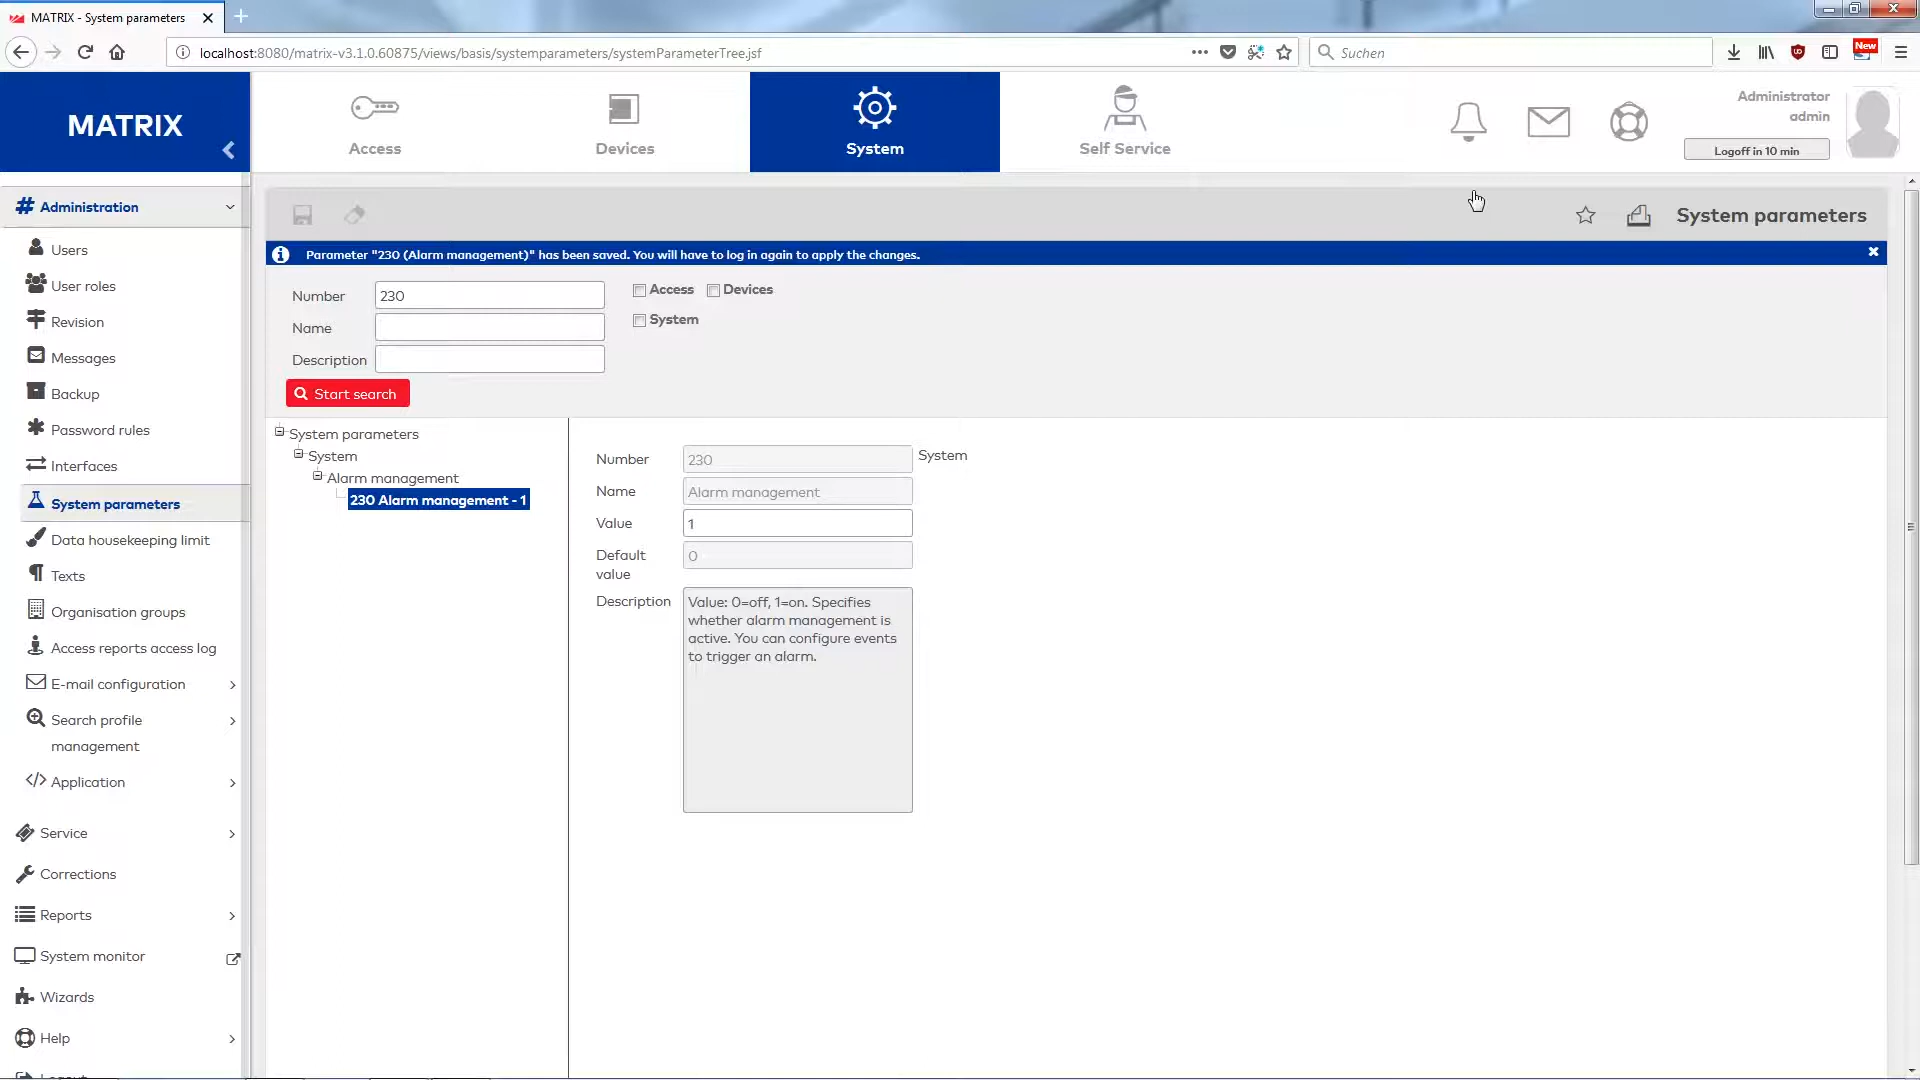 MATRIX - System parameters
localhost:8080/matrix-v3.1.0.60875/views/basis/systemparameters/systemParameterTree.jsf
Suchen
New
MATRIX
Access
Devices
System
Self Service
Administrator
admin
Logoff in 10 min
Administration
Users
User roles
Revision
Messages
Backup
Password rules
Interfaces
System parameters
Data housekeeping limit
Texts
Organisation groups
Access reports access log
E-mail configuration
Search profile
management
Application
Service
Corrections
Reports
System monitor
Wizards
Help
System parameters
Parameter "230 (Alarm management)" has been saved. You will have to log in again to apply the changes.
Number
230
Access
Devices
Name
System
Description
Start search
System parameters
System
Alarm management
230 Alarm management - 1
Number
230
System
Name
Alarm management
Value
1
Default
value
0
Description
Value: 0=off, 1=on. Specifies
whether alarm management is
active. You can configure events
to trigger an alarm.